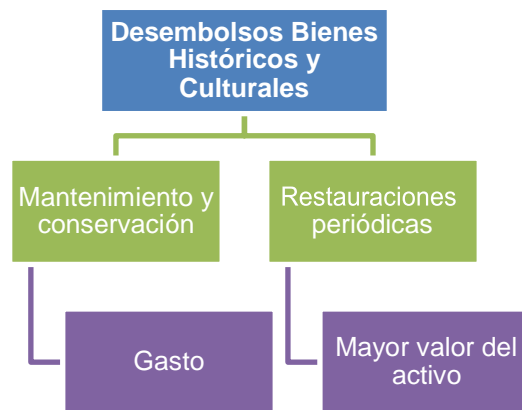 Desembolsos Bienes
Históricos y
Culturales
Mantenimiento y
conservación
Restauraciones
periódicas
Gasto
Mayor valor del
activo